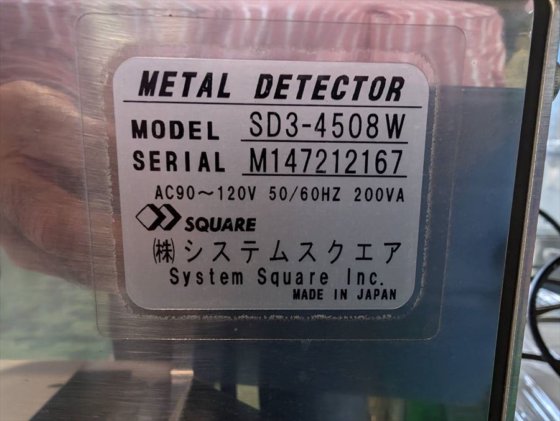 METAL DETECTOR
MODEL SD3-4508W
SERIAL M147212167
AC90～120V 50/60HZ 200VA
SQUARE
㈱システムスクエア
System Square Inc.
MADE IN JAPAN